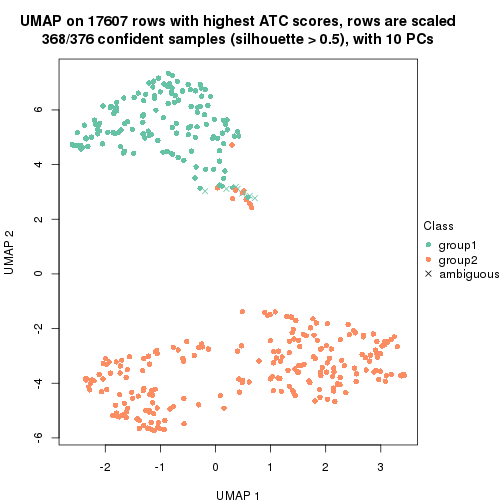 UMAP on 17607 rows with highest ATC scores, rows are scaled
368/376 confident samples (silhouette > 0.5), with 10 PCs
6
4
2
0
-2
-4
-6
UMAP 2
-2
-1
0
1
2
3
UMAP 1
Class
group1
group2
ambiguous